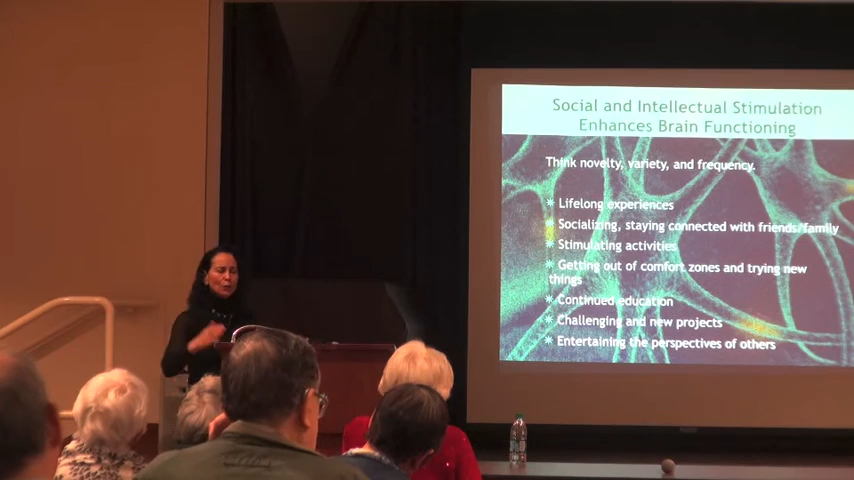 Social and Intellectual Stimulation
Enhances Brain Functioning
Think novelty, variety, and frequency.
* Lifelong experiences
* Socializing, staying connected with friends/family
* Stimulating activities
* Getting out of comfort zones and trying new
things
* Continued education
* Challenging and new projects
* Entertaining the perspectives of others